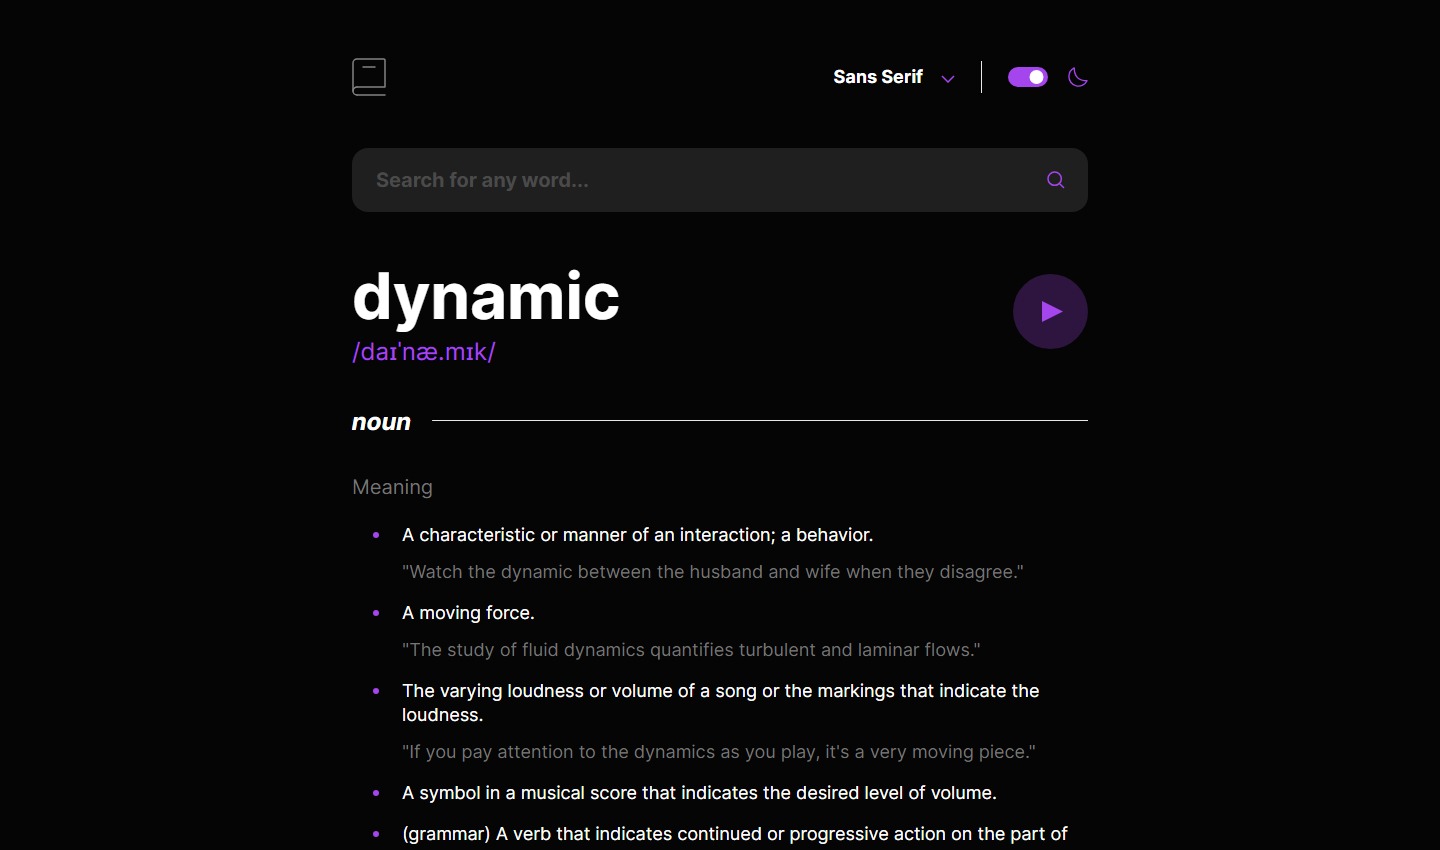 Sans Serif
Search for any word...
dynamic
/daɪˈnæ.mɪk/
noun
Meaning
A characteristic or manner of an interaction; a behavior.
"Watch the dynamic between the husband and wife when they disagree."
A moving force.
"The study of fluid dynamics quantifies turbulent and laminar flows."
The varying loudness or volume of a song or the markings that indicate the
loudness.
"If you pay attention to the dynamics as you play, it's a very moving piece."
A symbol in a musical score that indicates the desired level of volume.
(grammar) A verb that indicates continued or progressive action on the part of